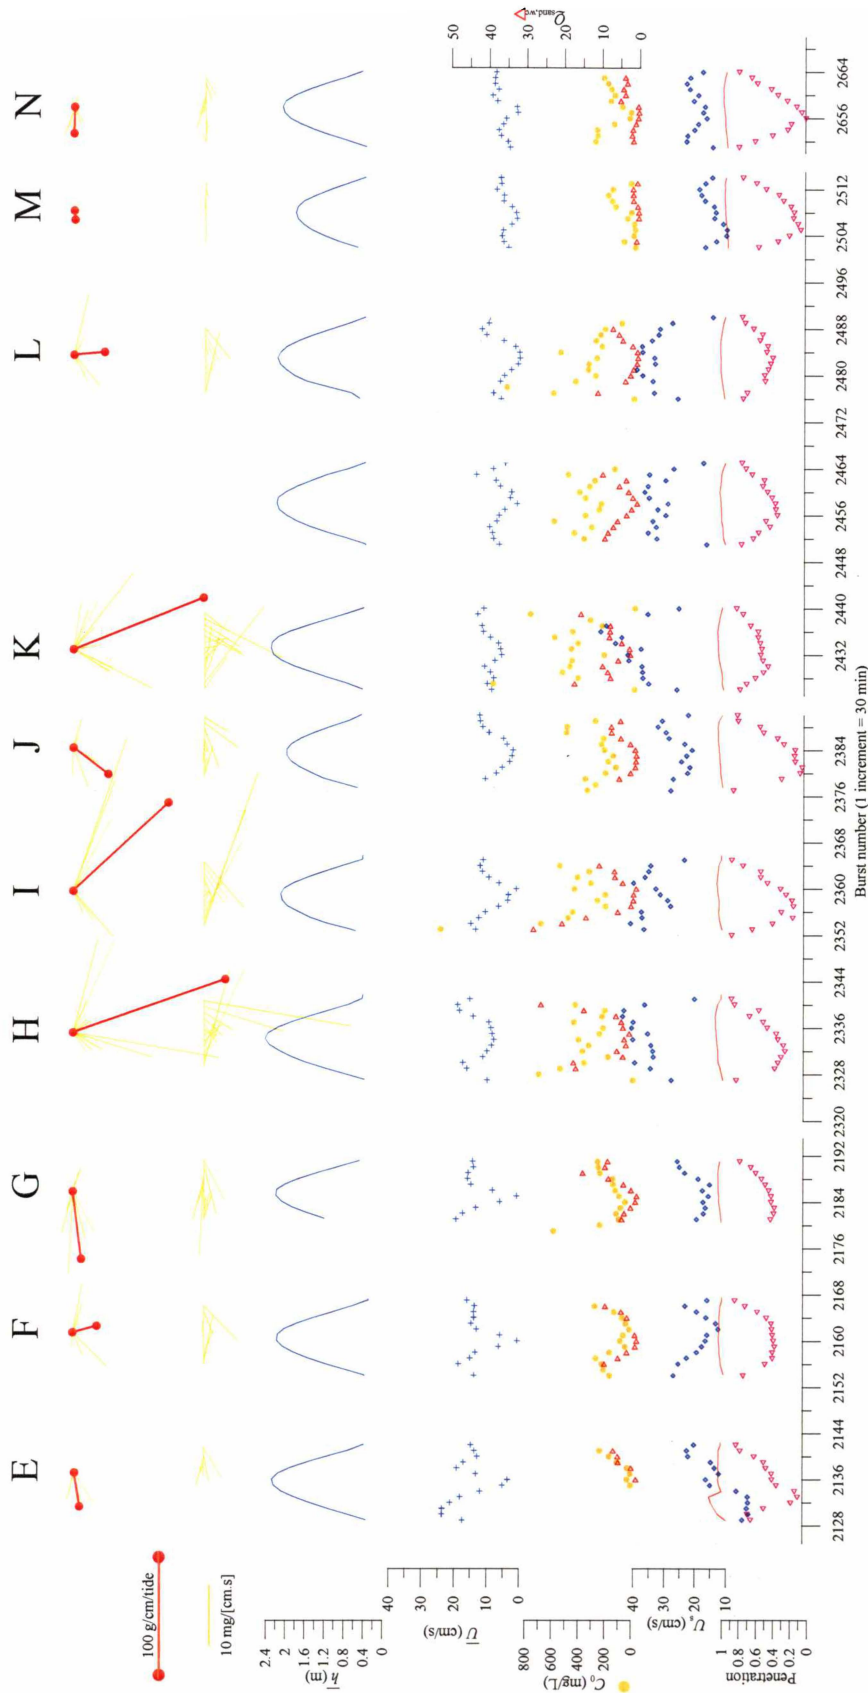 E F G H I J K L M N
100 g/cm/tide
10 mg/[cm.s]
2.4
2
1.6
1.2
0.8
0.4
h (m)
40
30
20
10
0
U (cm/s)
800
600
400
200
0
C0 (mg/L)
50
40
30
20
10
0
Qsand,wc
40
30
20
10
Us (cm/s)
1
0.8
0.6
0.4
0.2
Penetration
2128 2136 2144 2152 2160 2168 2176 2184 2192 2320 2328 2336 2344 2352 2360 2368 2376 2384 2432 2440 2448 2456 2464 2472 2480 2488 2496 2504 2512 2656 2664
Burst number (1 increment = 30 min)